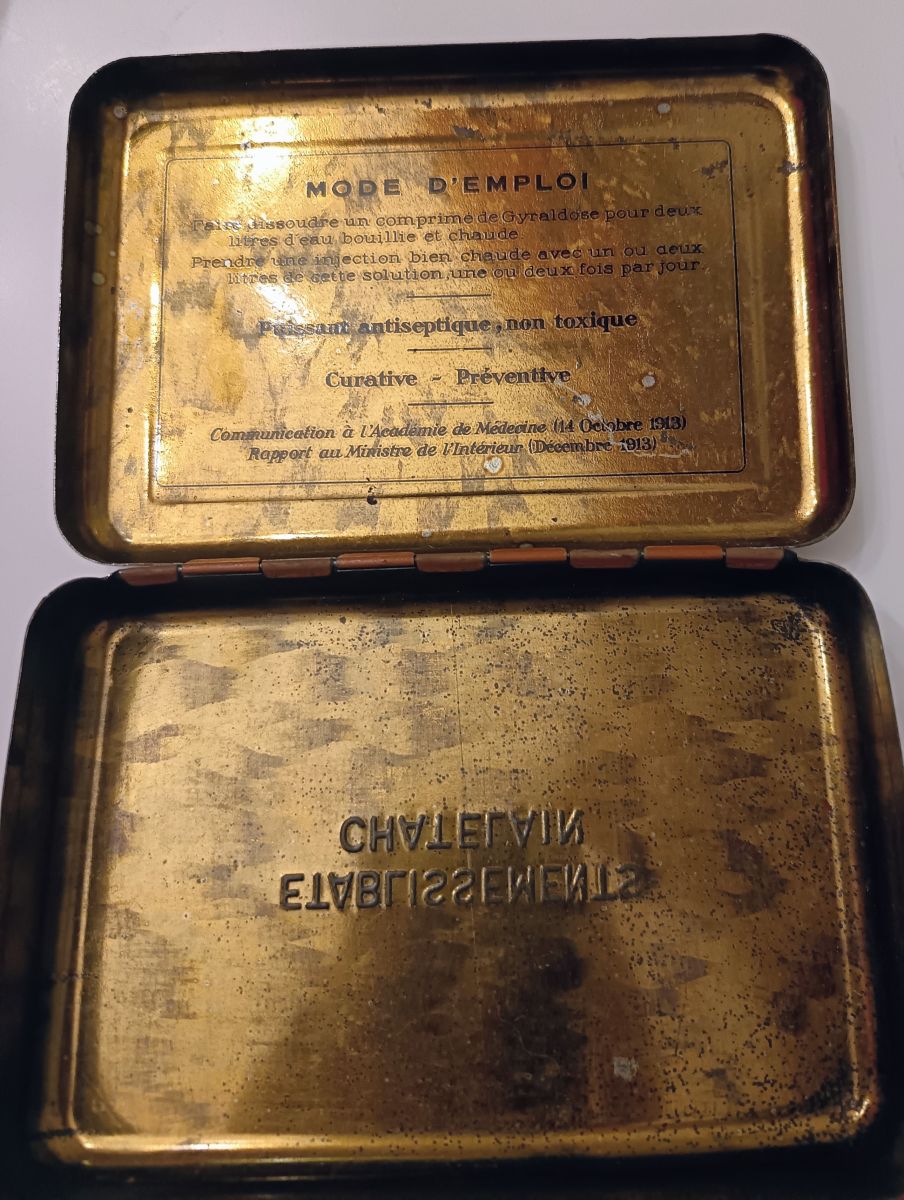 MODE D'EMPLOI
Faire dissoudre un comprimé de Gyraldose pour deux
litres d'eau bouillie et chaude.
Prendre une injection bien chaude avec un ou deux
litres de cette solution une ou deux fois par jour.
Puissant antiseptique, non toxique
Curative - Préventive
Communication à l'Académie de Médecine (14 Octobre 1913)
Rapport au Ministre de l'Intérieur (Décembre 1913)
CHATELAIN
ETABLISSEMENTS